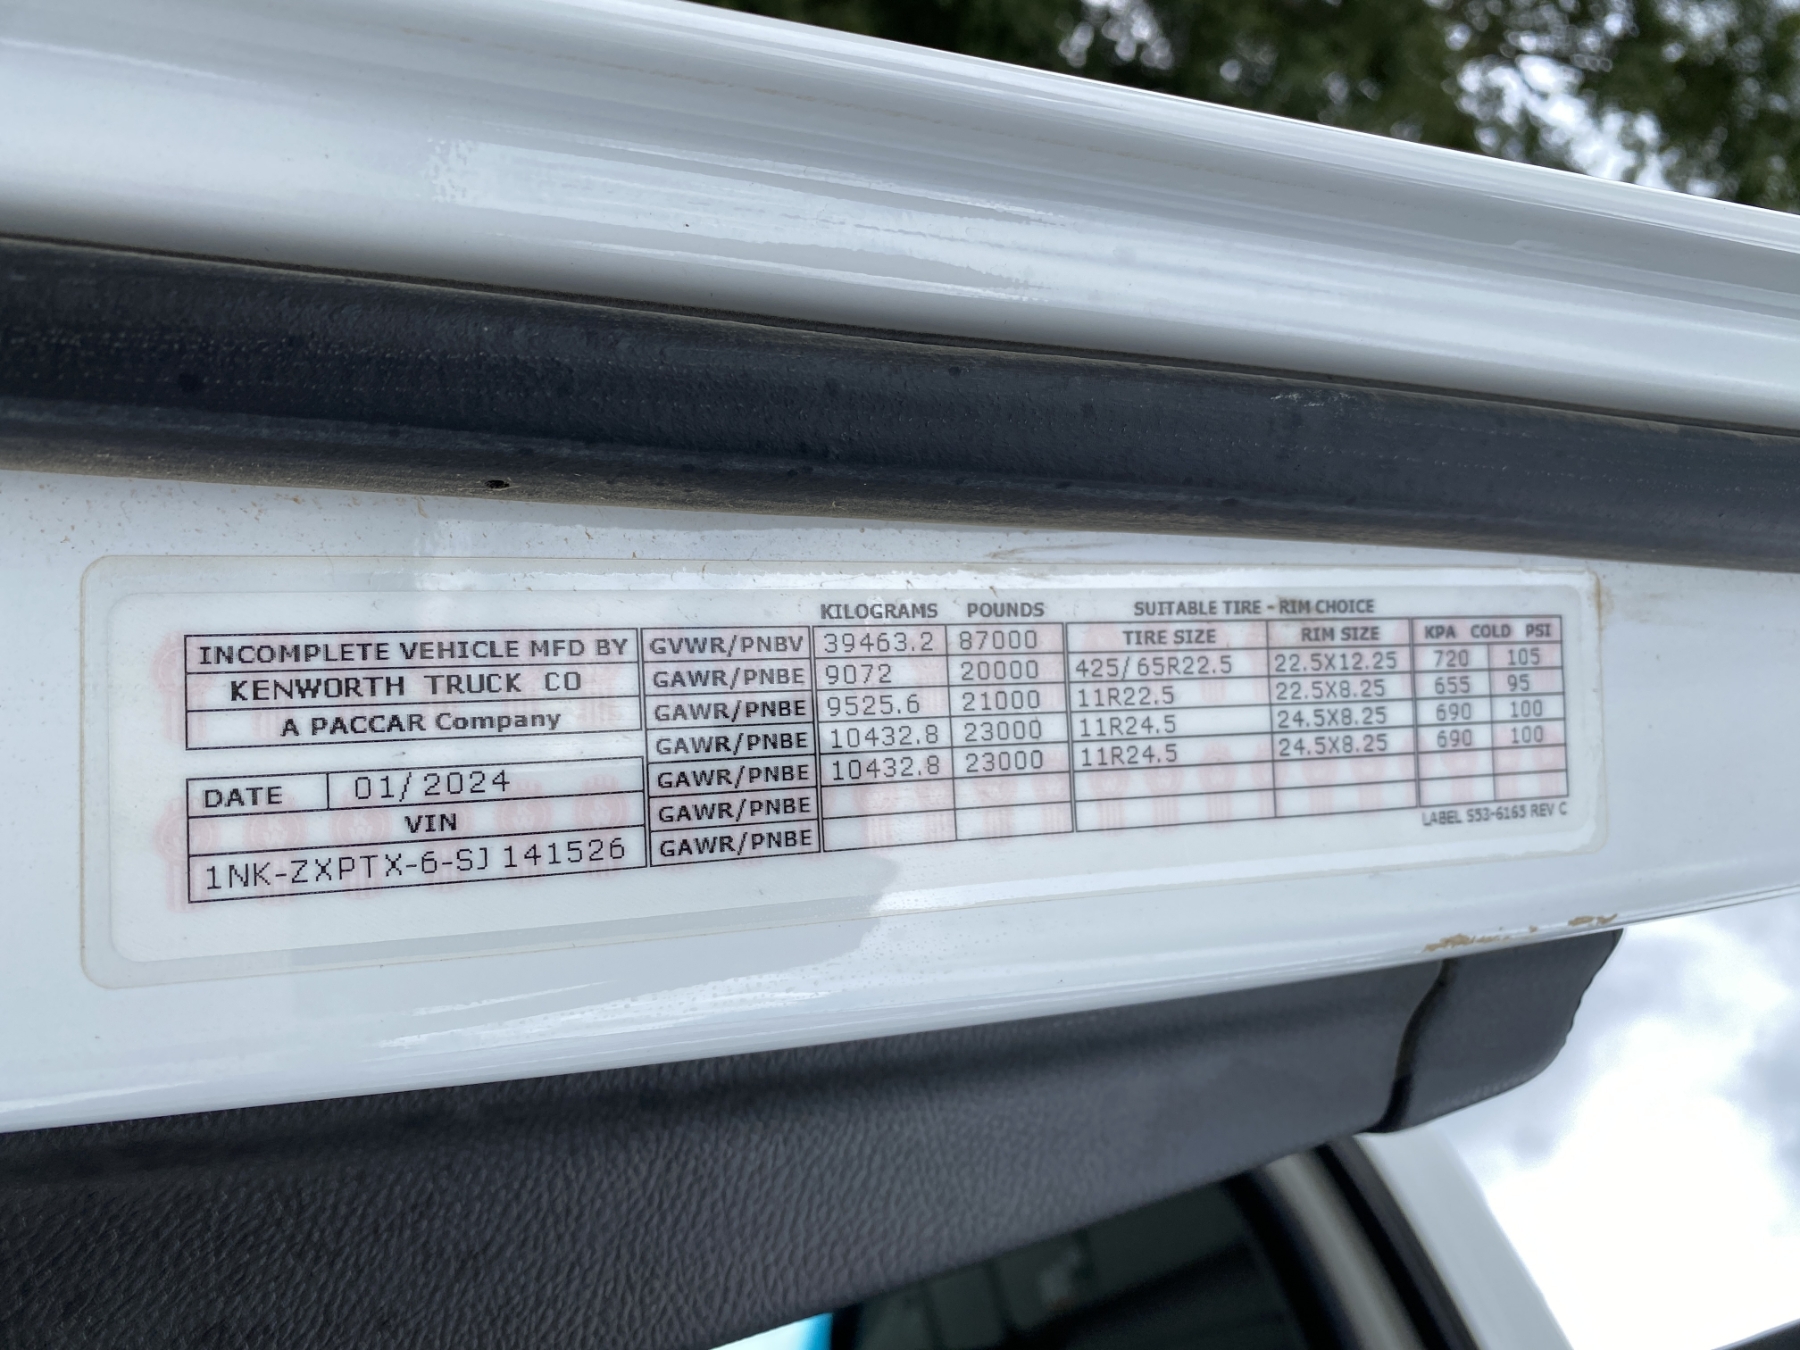 KILOGRAMS POUNDS SUITABLE TIRE - RIM CHOICE
INCOMPLETE VEHICLE MFD BY
KENWORTH TRUCK CO
A PACCAR Company
DATE 01/2024
VIN
1NK-ZXPTX-6-SJ141526
GVWR/PNBV 39463.2 87000 TIRE SIZE RIM SIZE KPA COLD PSI
GAWR/PNBE 9072 20000 425/65R22.5 22.5X12.25 720 105
GAWR/PNBE 9525.6 21000 11R22.5 22.5X8.25 655 95
GAWR/PNBE 10432.8 23000 11R24.5 24.5X8.25 690 100
GAWR/PNBE 10432.8 23000 11R24.5 24.5X8.25 690 100
GAWR/PNBE
GAWR/PNBE
LABEL S53-6165 REV C